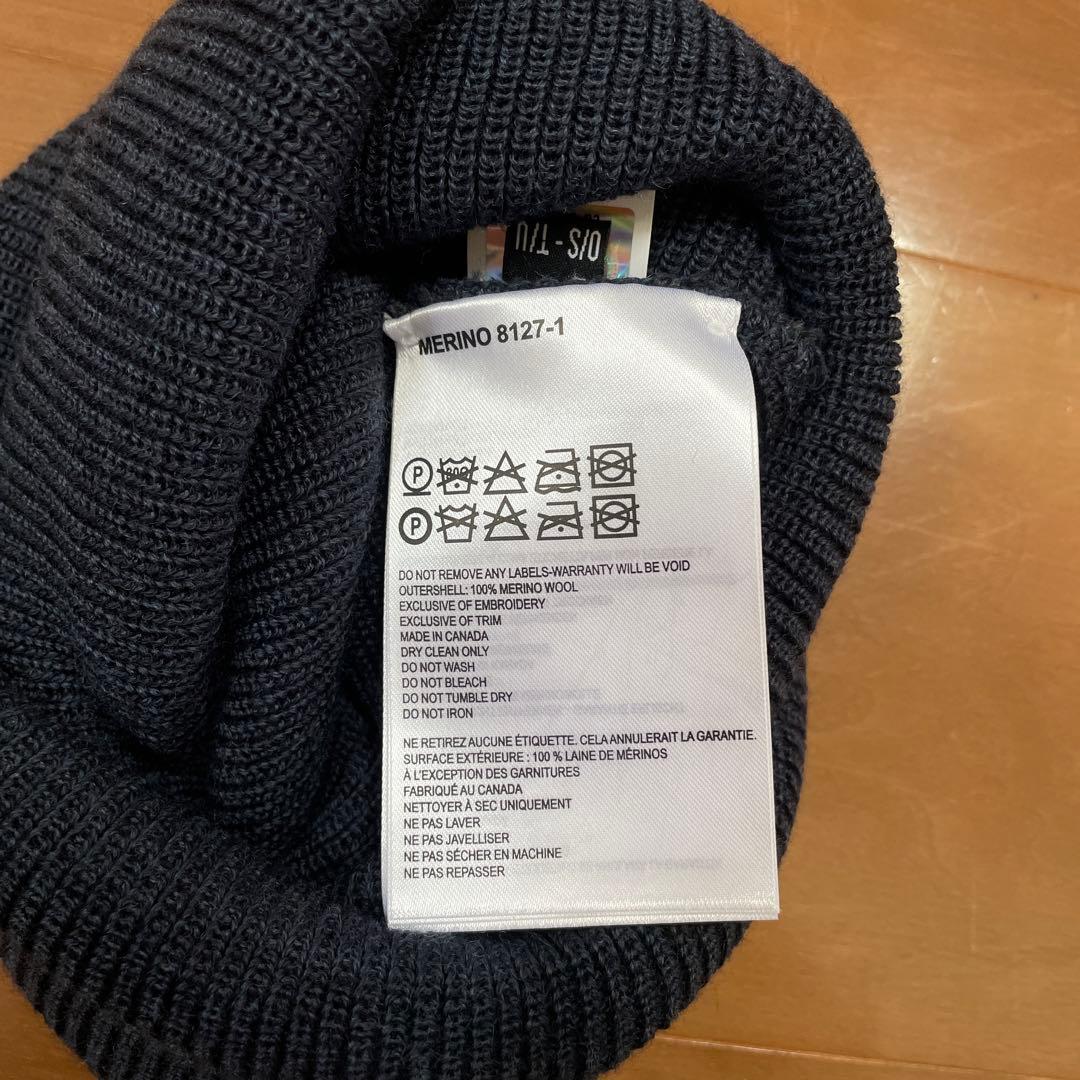 O/S - T/U
MERINO 8127-1
P
P
DO NOT REMOVE ANY LABELS-WARRANTY WILL BE VOID
OUTERSHELL: 100% MERINO WOOL
EXCLUSIVE OF EMBROIDERY
EXCLUSIVE OF TRIM
MADE IN CANADA
DRY CLEAN ONLY
DO NOT WASH
DO NOT BLEACH
DO NOT TUMBLE DRY
DO NOT IRON
NE RETIREZ AUCUNE ÉTIQUETTE. CELA ANNULERAIT LA GARANTIE.
SURFACE EXTÉRIEURE : 100 % LAINE DE MÉRINOS
À L'EXCEPTION DES GARNITURES
FABRIQUÉ AU CANADA
NETTOYER À SEC UNIQUEMENT
NE PAS LAVER
NE PAS JAVELLISER
NE PAS SÉCHER EN MACHINE
NE PAS REPASSER